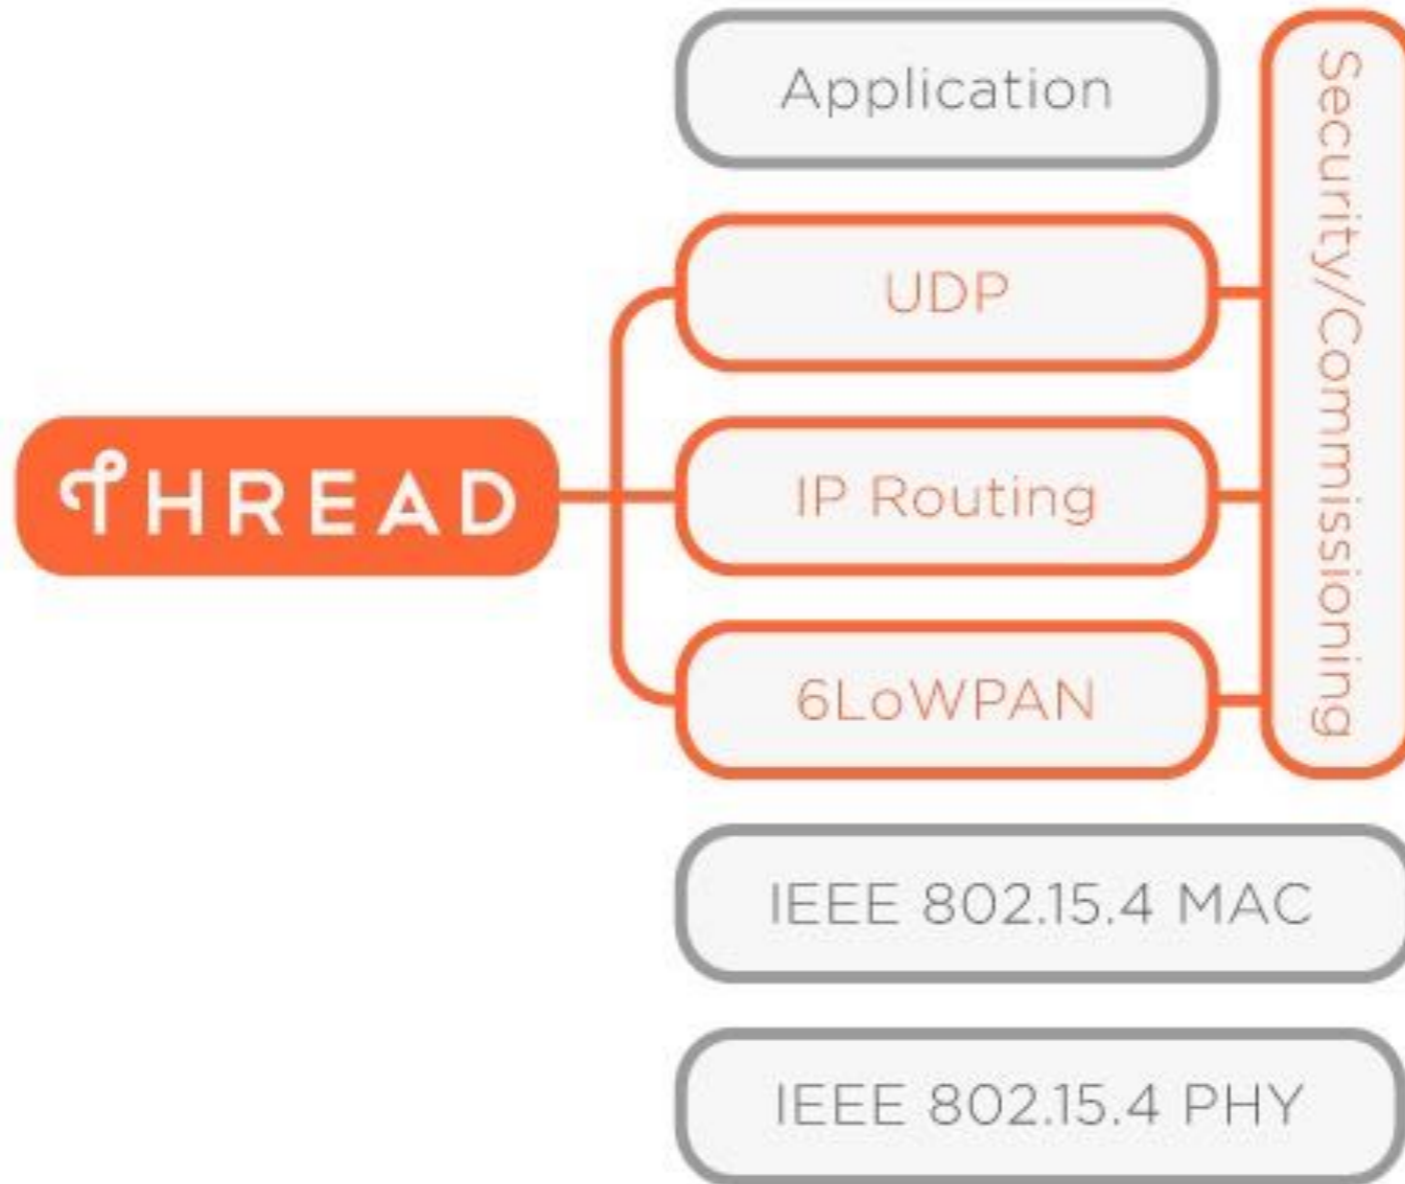 Application
Security/Commissioning
UDP
THREAD
IP Routing
6LoWPAN
IEEE 802.15.4 MAC
IEEE 802.15.4 PHY